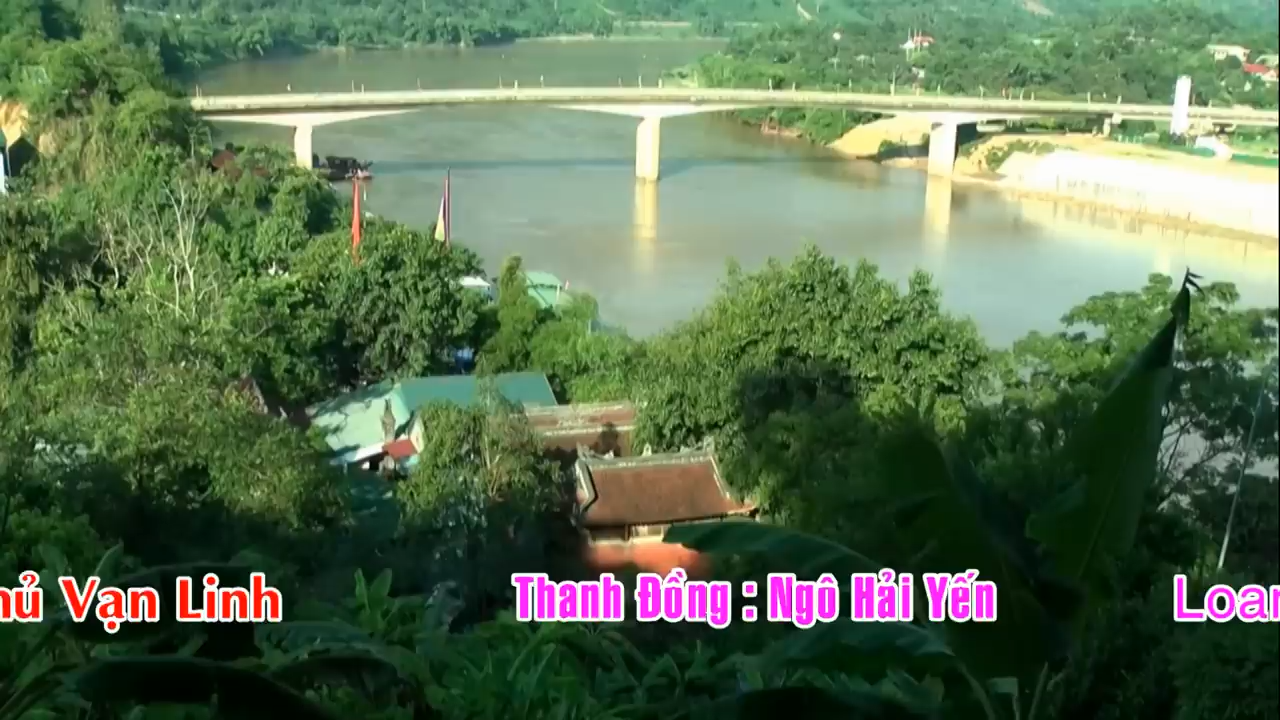 Vạn Linh Thanh Đồng : Ngô Hải Yến